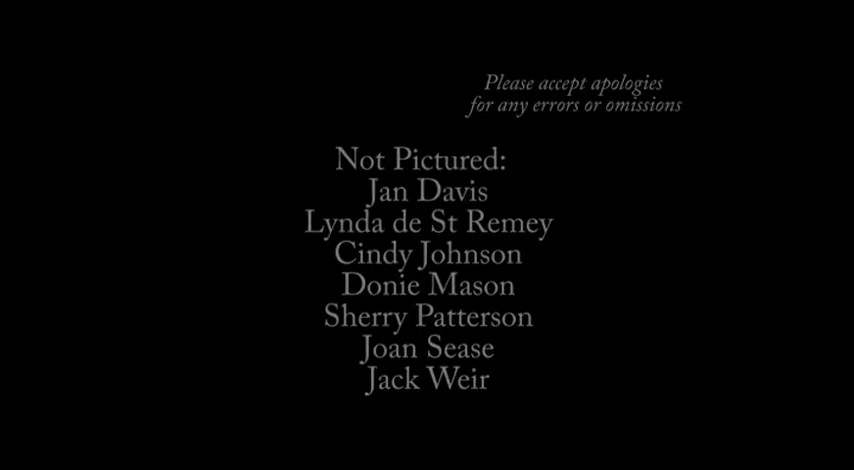 Please accept apologies
for any errors or omissions
Not Pictured:
Jan Davis
Lynda de St Remey
Cindy Johnson
Donie Mason
Sherry Patterson
Joan Sease
Jack Weir